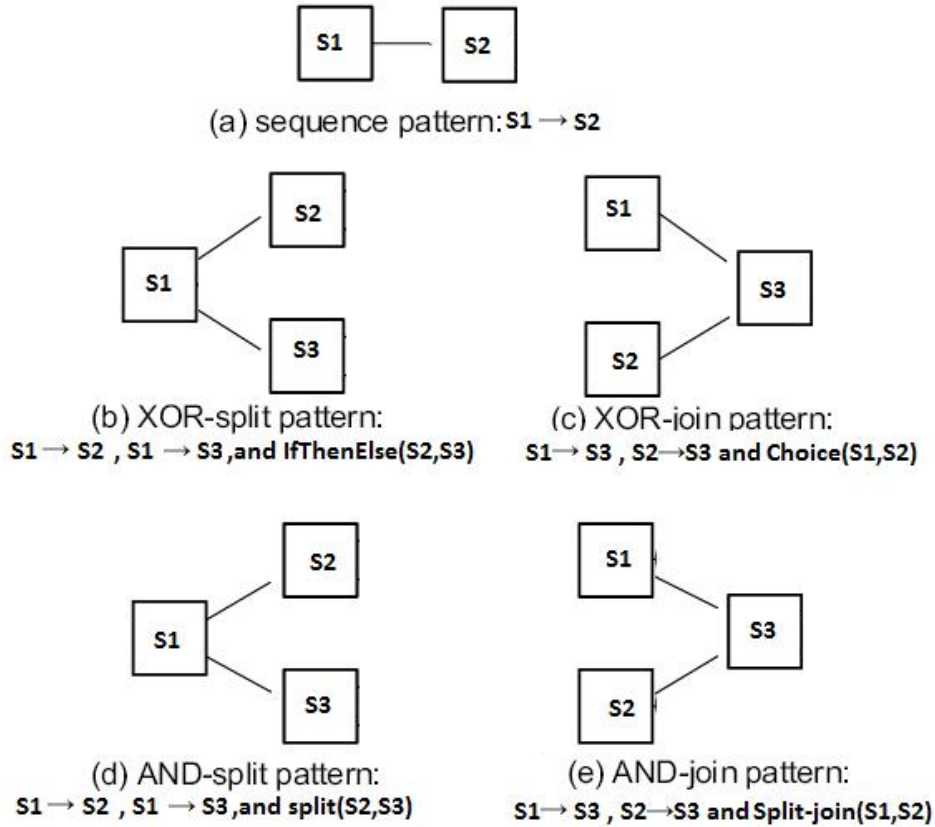 S1
S2
(a) sequence pattern: S1 → S2
S2
S1
S3
(b) XOR-split pattern:
S1 → S2 , S1 → S3,and IfThenElse(S2,S3)
S1
S3
S2
(c) XOR-join pattern:
S1→ S3 , S2→S3 and Choice(S1,S2)
S2
S1
S3
(d) AND-split pattern:
S1 → S2 , S1 → S3,and split(S2,S3)
S1
S3
S2
(e) AND-join pattern:
S1→ S3 , S2→S3 and Split-join(S1,S2)